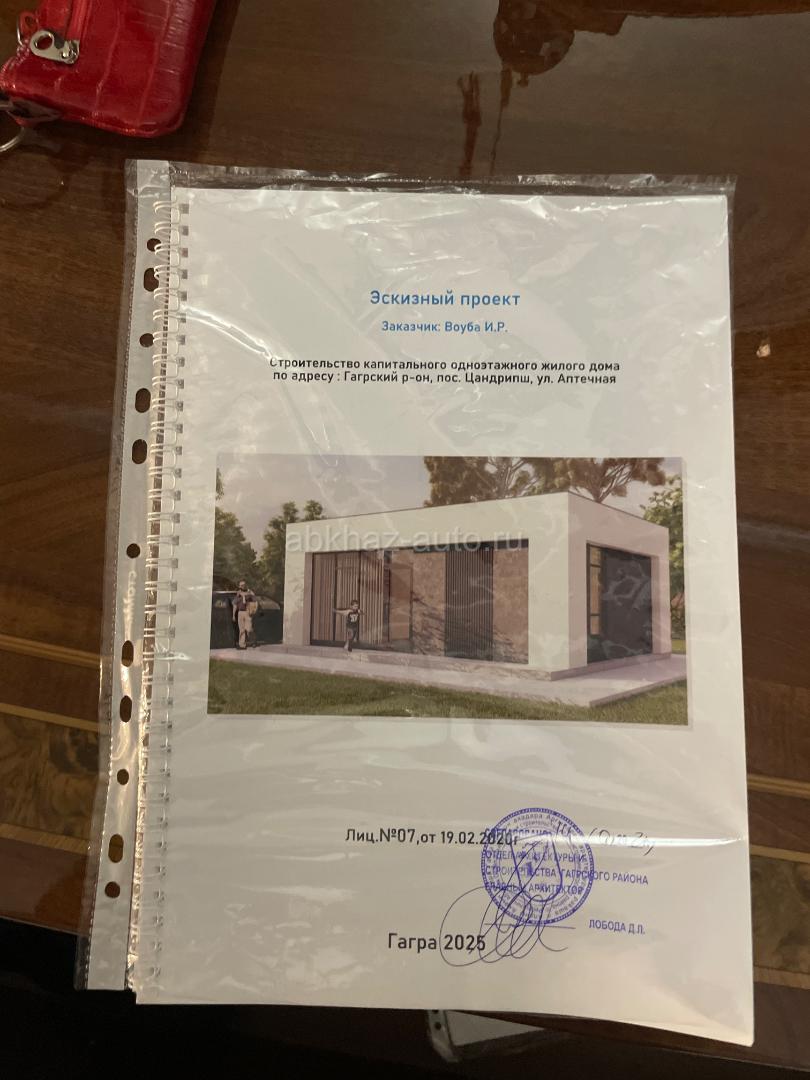 Эскизный проект
Заказчик: Воуба И.Р.
Строительство капитального одноэтажного жилого дома
по адресу : Гагрский р-он, пос. Цандрипш, ул. Аптечная
abkhaz-auto.ru
Лиц.№07,от 19.02.2020г
СОГЛАСОВАНО
ОТДЕЛ АРХИТЕКТУРЫ И
СТРОИТЕЛЬСТВА ГАГРСКОГО РАЙОНА
ГЛАВНЫЙ АРХИТЕКТОР
ЛОБОДА Д.Л.
Гагра 2025